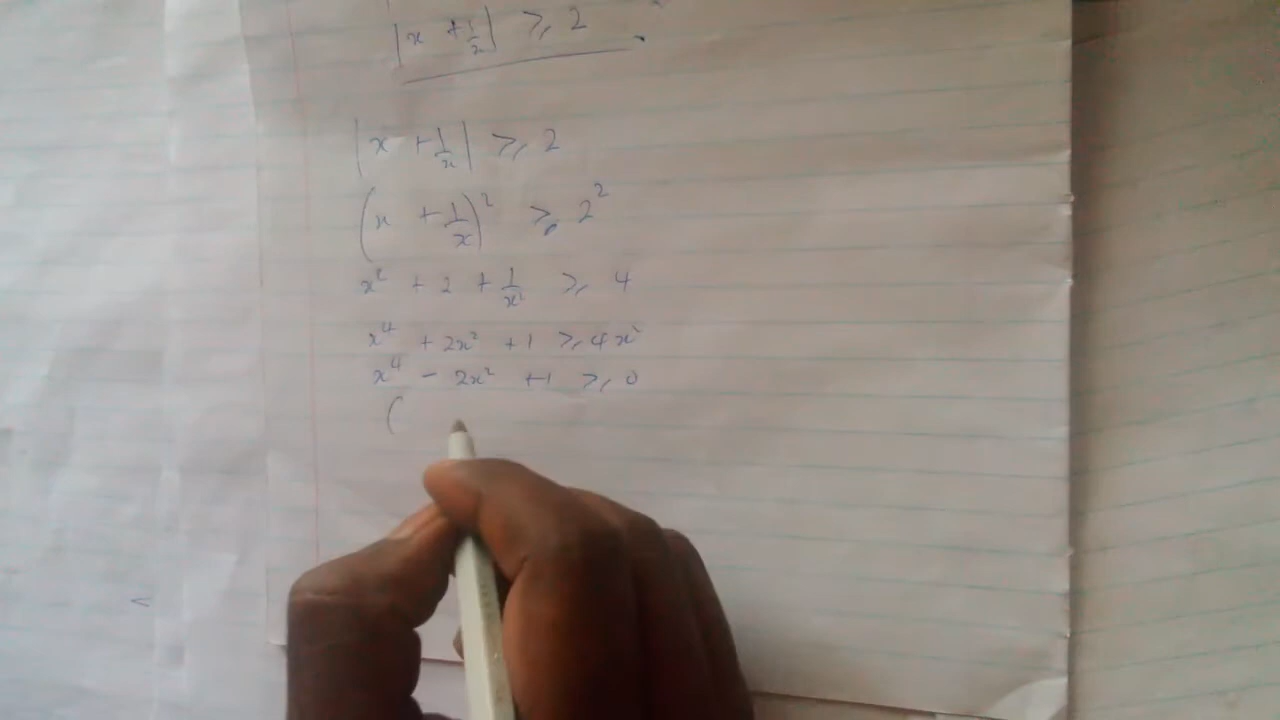 |x + 1/x| ⩾ 2
|x + 1/x| ⩾ 2
(x + 1/x)² ⩾ 2²
x² + 2 + 1/x² ⩾ 4
x⁴ + 2x² + 1 ⩾ 4x²
x⁴ - 2x² + 1 ⩾ 0
(
<